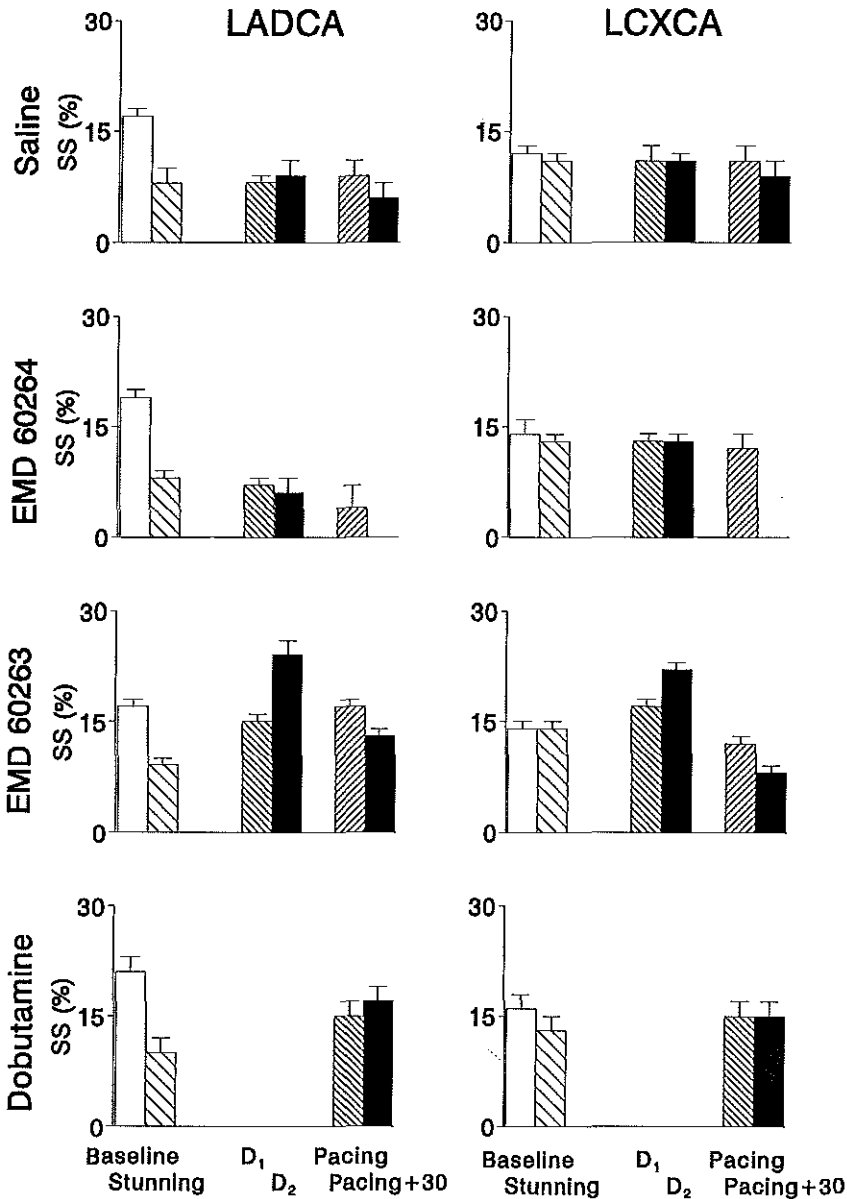 LADCA LCXCA
Saline
SS (%)
30
15
0
30
15
0
EMD 60264
SS (%)
30
15
0
30
15
0
EMD 60263
SS (%)
30
15
0
30
15
0
Dobutamine
SS (%)
30
15
0
30
15
0
Baseline D₁ Pacing Baseline D₁ Pacing
Stunning D₂ Pacing+30 Stunning D₂ Pacing+30